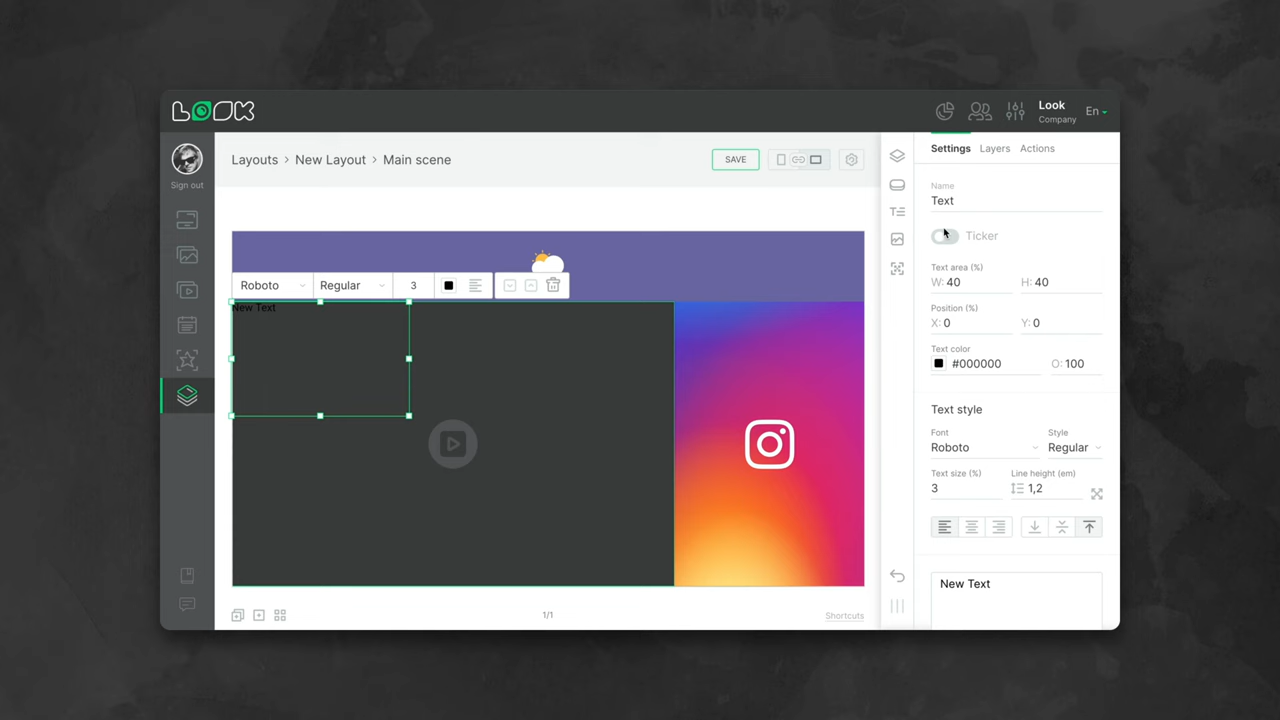 LOOK
Look
Company
En
Sign out
Layouts > New Layout > Main scene
SAVE
Settings Layers Actions
Name
Text
Ticker
Text area (%)
W: 40 H: 40
Position (%)
X: 0 Y: 0
Text color
#000000 O: 100
Text style
Font Style
Roboto Regular
Text size (%) Line height (em)
3 1,2
New Text
Roboto Regular 3
New Text
1/1
Shortcuts